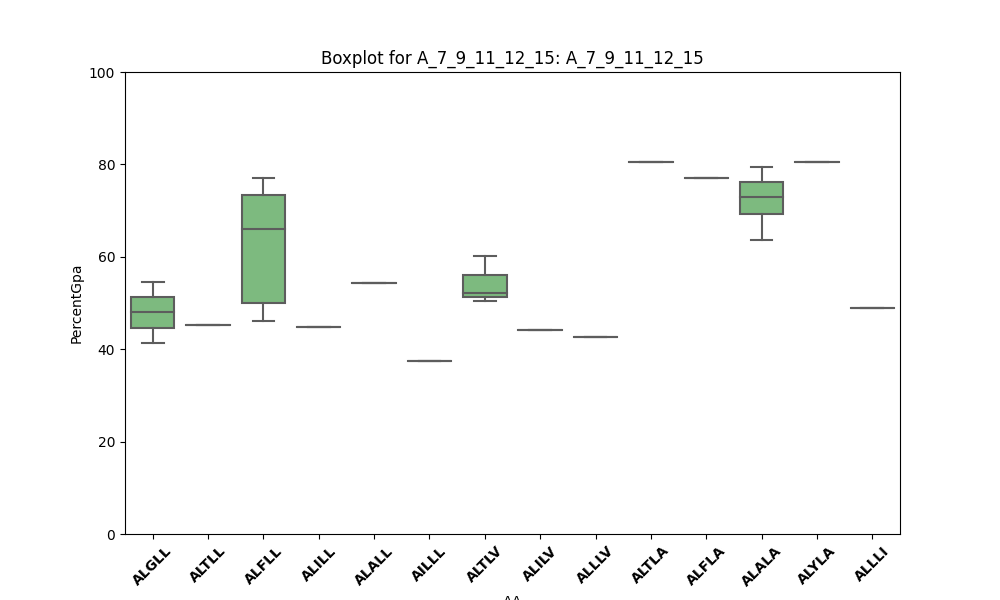 Boxplot for A_7_9_11_12_15: A_7_9_11_12_15
PercentGpa
100
80
60
40
20
0
ALGLL
ALTLL
ALFLL
ALILL
ALALL
AILLL
ALTLV
ALILV
ALLLV
ALTLA
ALFLA
ALALA
ALYLA
ALLLI
AA